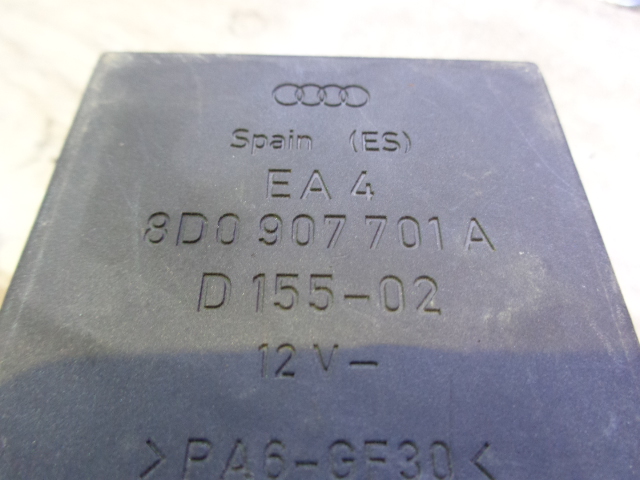 Spain (ES)
EA 4
8D0 907 701 A
D 155-02
12 V-
>PA6-GF30<